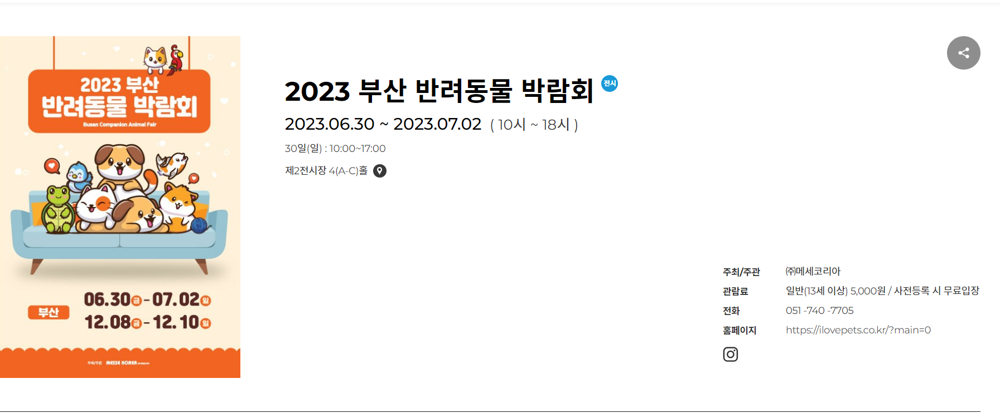 2023 부산
반려동물 박람회
Busan Companion Animal Fair
06.30금-07.02일
부산
12.08금-12.10일
주최/주관 MESSE KOREA
2023 부산 반려동물 박람회 전시
2023.06.30 ~ 2023.07.02 ( 10시 ~ 18시 )
30일(일) : 10:00~17:00
제2전시장 4(A-C)홀
주최/주관 ㈜메세코리아
관람료 일반(13세 이상) 5,000원 / 사전등록 시 무료입장
전화 051 -740 -7705
홈페이지 https://ilovepets.co.kr/?main=0